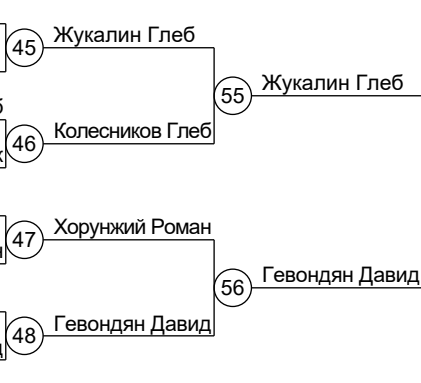 45 Жукалин Глеб
55 Жукалин Глеб
46 Колесников Глеб
47 Хорунжий Роман
56 Гевондян Давид
48 Гевондян Давид